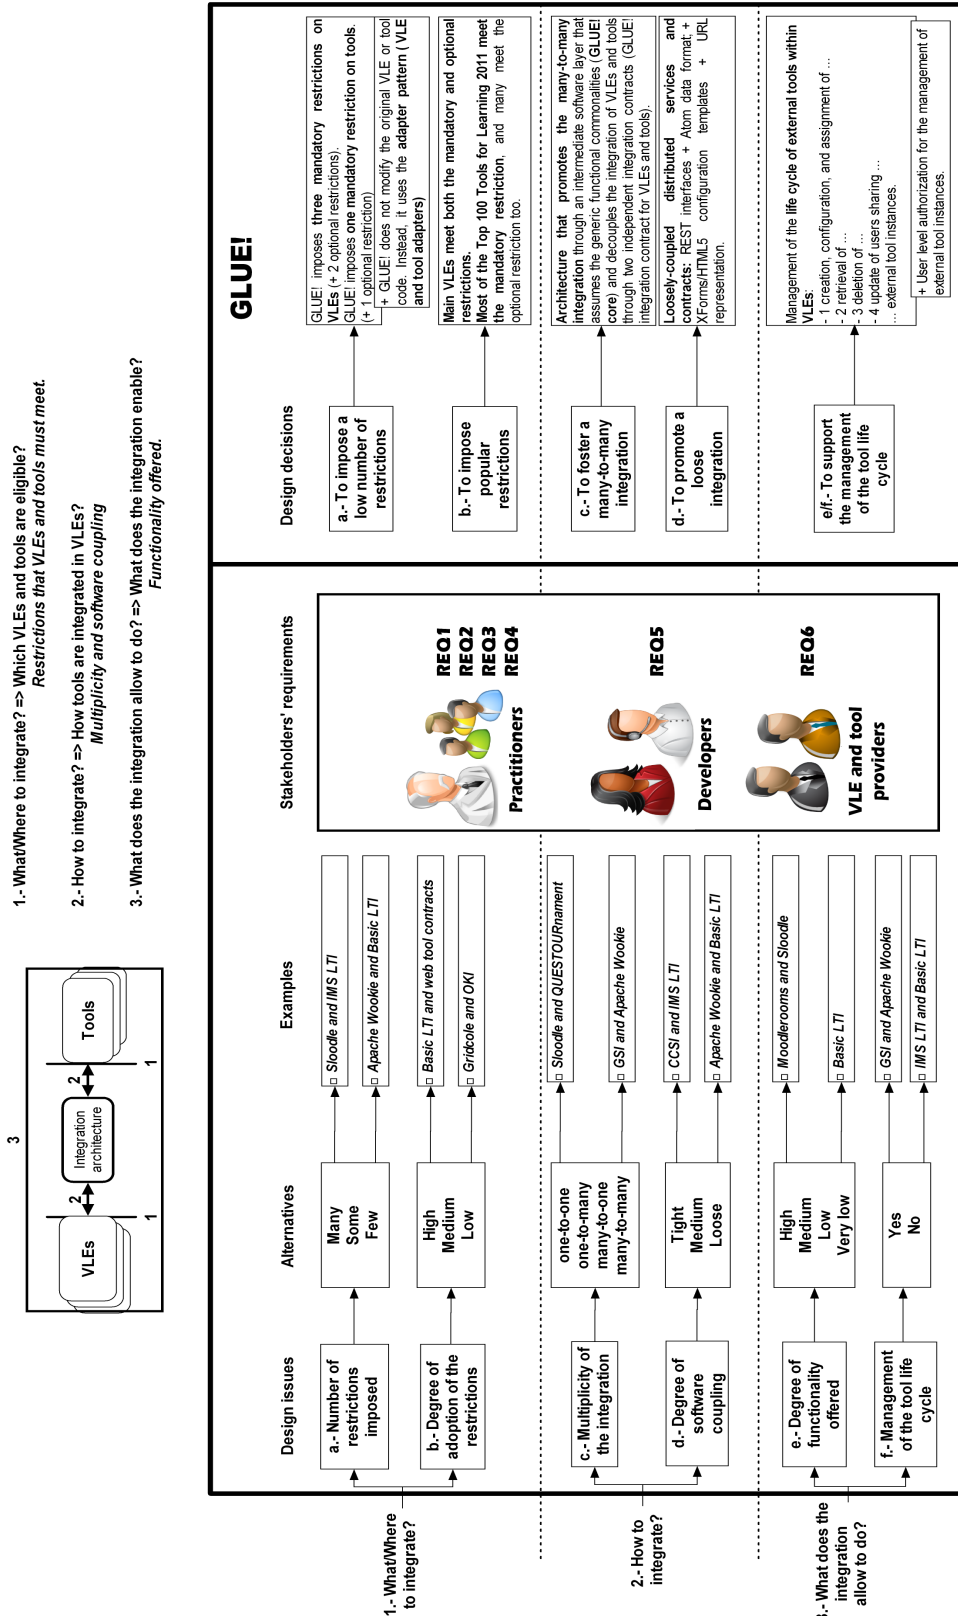 3
VLEs
2
Integration
architecture
2
Tools
1
1
1.- What/Where to integrate? => Which VLEs and tools are eligible?
Restrictions that VLEs and tools must meet.
2.- How to integrate? => How tools are integrated in VLEs?
Multiplicity and software coupling
3.- What does the integration allow to do? => What does the integration enable?
Functionality offered.
Design issues
Alternatives
Examples
Stakeholders' requirements
Design decisions
GLUE!
1.- What/Where
to integrate?
a.- Number of
restrictions
imposed
Many
Some
Few
□ Sloodle and IMS LTI
□ Apache Wookie and Basic LTI
b.- Degree of
adoption of the
restrictions
High
Medium
Low
□ Basic LTI and web tool contracts
□ Gridcole and OKI
Practitioners
REQ1
REQ2
REQ3
REQ4
a.- To impose a
low number of
restrictions
GLUE! imposes three mandatory restrictions on
VLEs (+ 2 optional restrictions).
GLUE! imposes one mandatory restriction on tools.
(+ 1 optional restriction)
+ GLUE! does not modify the original VLE or tool
code. Instead, it uses the adapter pattern (VLE
and tool adapters)
b.- To impose
popular
restrictions
Main VLEs meet both the mandatory and optional
restrictions.
Most of the Top 100 Tools for Learning 2011 meet
the mandatory restriction, and many meet the
optional restriction too.
2.- How to
integrate?
c.- Multiplicity of
the integration
one-to-one
one-to-many
many-to-one
many-to-many
□ Sloodle and QUESTOURnament
□ GSI and Apache Wookie
d.- Degree of
software
coupling
Tight
Medium
Loose
□ CCSI and IMS LTI
□ Apache Wookie and Basic LTI
Developers
REQ5
c.- To foster a
many-to-many
integration
Architecture that promotes the many-to-many
integration through an intermediate software layer that
assumes the generic functional commonalities (GLUE!
core) and decouples the integration of VLEs and tools
through two independent integration contracts (GLUE!
integration contract for VLEs and tools).
d.- To promote a
loose
integration
Loosely-coupled distributed services and
contracts: REST interfaces + Atom data format; +
XForms/HTML5 configuration templates + URL
representation.
3.- What does the
integration
allow to do?
e.- Degree of
functionality
offered
High
Medium
Low
Very low
□ Moodlerooms and Sloodle
□ Basic LTI
f.- Management
of the tool life
cycle
Yes
No
□ GSI and Apache Wookie
□ IMS LTI and Basic LTI
VLE and tool
providers
REQ6
e/f.- To support
the management
of the tool life
cycle
Management of the life cycle of external tools within
VLEs:
- 1 creation, configuration, and assignment of ...
- 2 retrieval of ...
- 3 deletion of ...
- 4 update of users sharing ...
... external tool instances.
+ User level authorization for the management of
external tool instances.